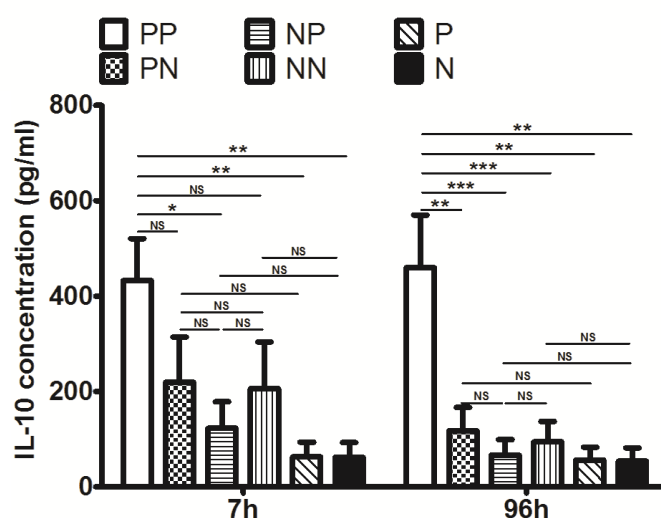 PP NP P
PN NN N
IL-10 concentration (pg/ml)
800
600
400
200
0
**
**
NS
*
NS
NS
NS
NS
NS
NS NS
**
**
***
***
**
NS
NS
NS
NS NS
7h 96h